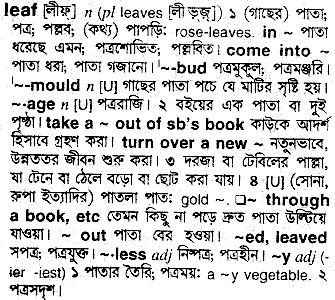 leaf [লীফ্] n (pl leaves [লীভ্জ়্]) ১ (গাছের) পাতা;
পত্র; পল্লব; (কথ্য) পাপড়ি: rose-leaves. in ~ পাতা
ধরেছে এমন; পত্রশোভিত; পল্লবিত। come into ~
পাতা ধরা; পাতা গজানো। ~-bud পত্রমুকুল; পত্রমঞ্জরি।
~-mould n [U] গাছের পাতা পচে যে মাটির সৃষ্টি হয়।
~·age n [U] পত্ররাজি। ২ বইয়ের এক পাতা বা দুই
পৃষ্ঠা। take a ~ out of sb's book কাউকে আদর্শ
হিসাবে গ্রহণ করা। turn over a new ~ নতুনভাবে,
উন্নততর জীবন শুরু করা। ৩ দরজা বা টেবিলের পাল্লা,
যা টেনে বা ঠেলে বড়ো বা ছোট করা যায়। ৪ [U] (সোনা,
রুপা ইত্যাদির) পাতলা পাত: gold ~. □~ through
a book, etc তেমন কিছু না পড়ে দ্রুত পাতা উল্টিয়ে
যাওয়া। ~ out পাতা বের হওয়া। ~ed, leaved
সপত্র; পত্রযুক্ত। ~·less adj নিষ্পত্র; পত্রহীন। ~y adj (-
ier -iest) ১ পাতার তৈরি; পত্রময়: a ~y vegetable. ২
পত্রসদৃশ।